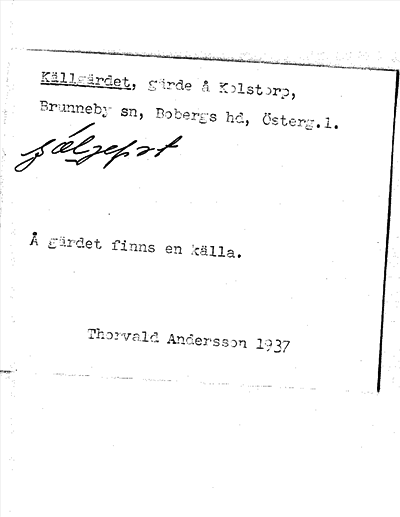 Källgärdet, gärde å Kolstorp,
Brunneby sn, Bobergs hd, Österg.l.
Å gärdet finns en källa.
Thorvald Andersson 1937